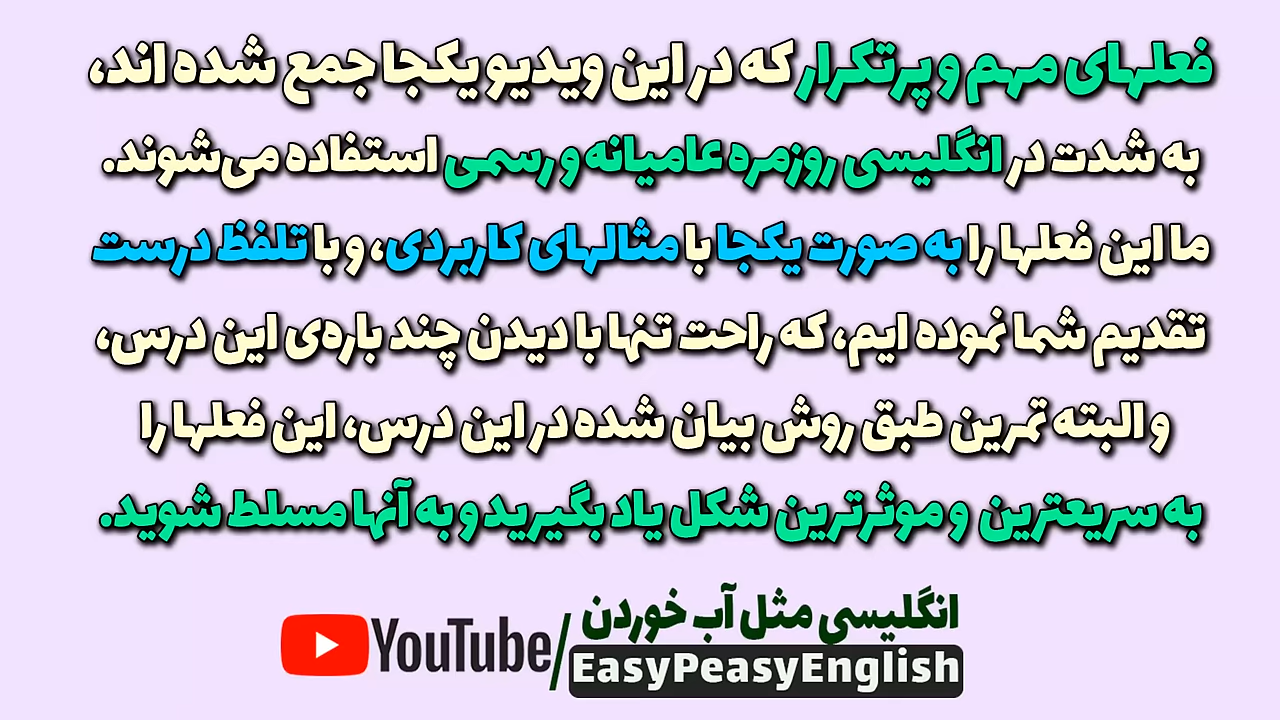 فعلهای مهم و پرتکرار که در این ویدیو یکجا جمع شده اند،
به شدت در انگلیسی روزمره عامیانه و رسمی استفاده می‌شوند.
ما این فعلها را به صورت یکجا با مثالهای کاربردی، و با تلفظ درست
تقدیم شما نموده ایم، که راحت تنها با دیدن چند باره‌ی این درس،
و البته تمرین طبق روش بیان شده در این درس، این فعلها را
به سریعترین و موثرترین شکل یاد بگیرید و به آنها مسلط شوید.
انگلیسی مثل آب خوردن
YouTube/EasyPeasyEnglish